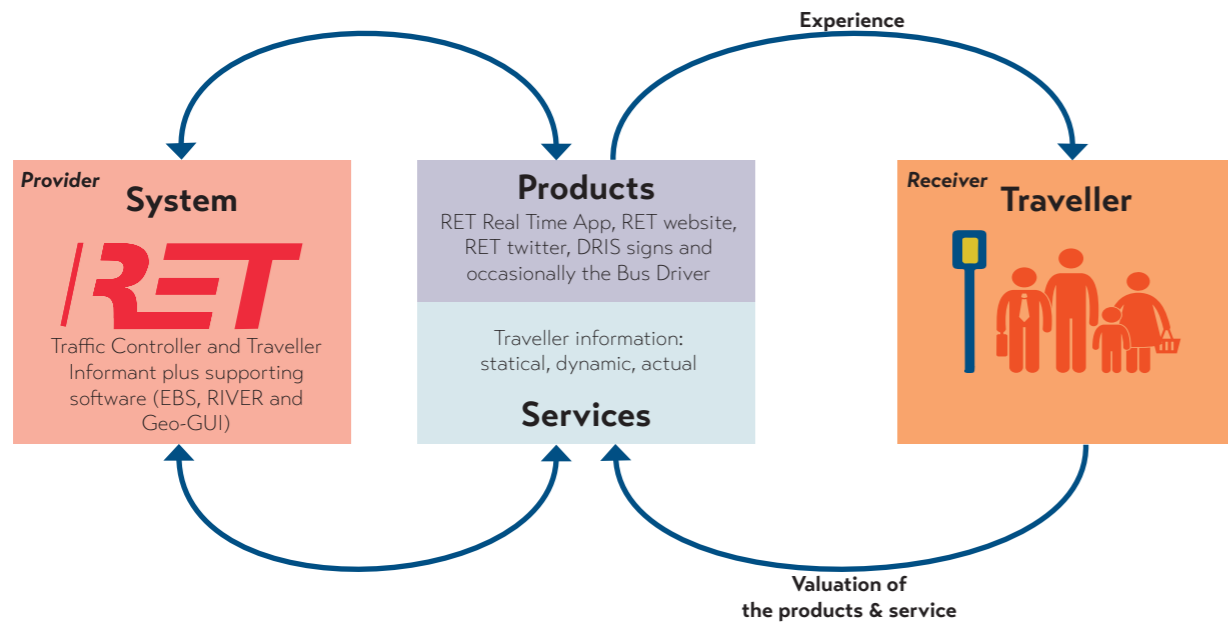 Experience
Provider
System
RET
Traffic Controller and Traveller
Informant plus supporting
software (EBS, RIVER and
Geo-GUI)
Products
RET Real Time App, RET website,
RET twitter, DRIS signs and
occasionally the Bus Driver
Traveller information:
statical, dynamic, actual
Services
Receiver
Traveller
Valuation of
the products & service